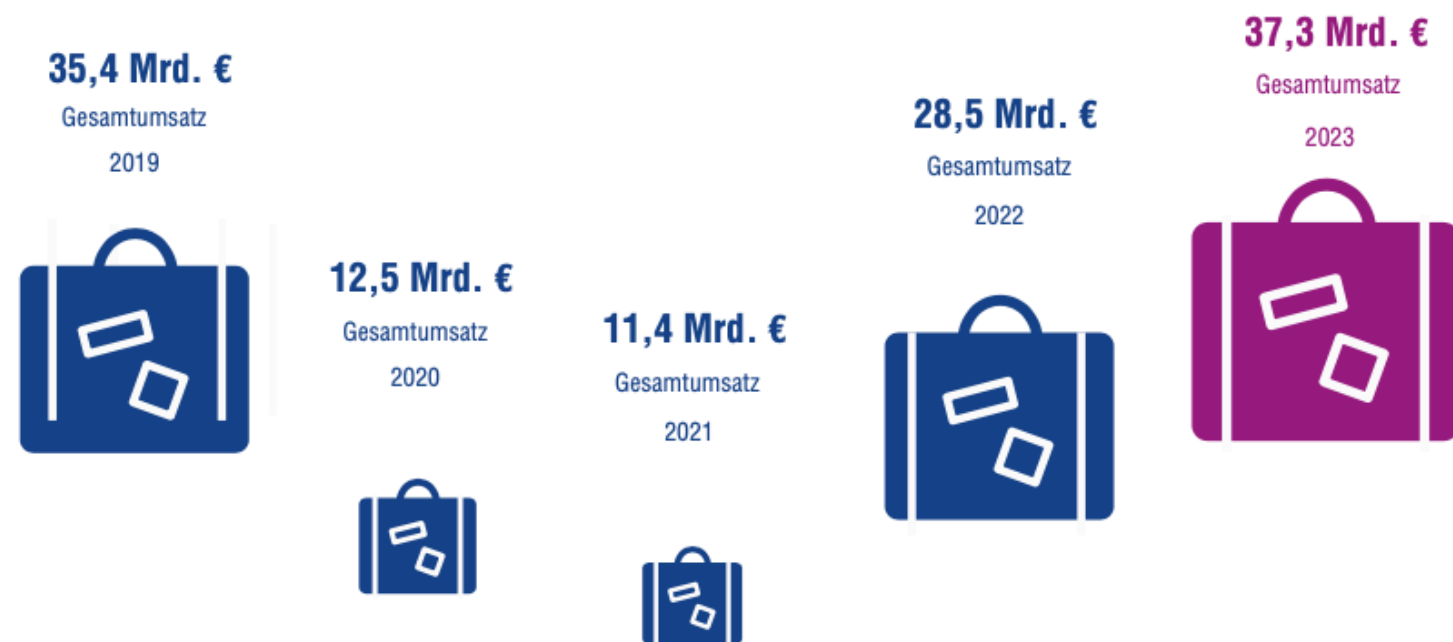 35,4 Mrd. €
Gesamtumsatz
2019
12,5 Mrd. €
Gesamtumsatz
2020
11,4 Mrd. €
Gesamtumsatz
2021
28,5 Mrd. €
Gesamtumsatz
2022
37,3 Mrd. €
Gesamtumsatz
2023